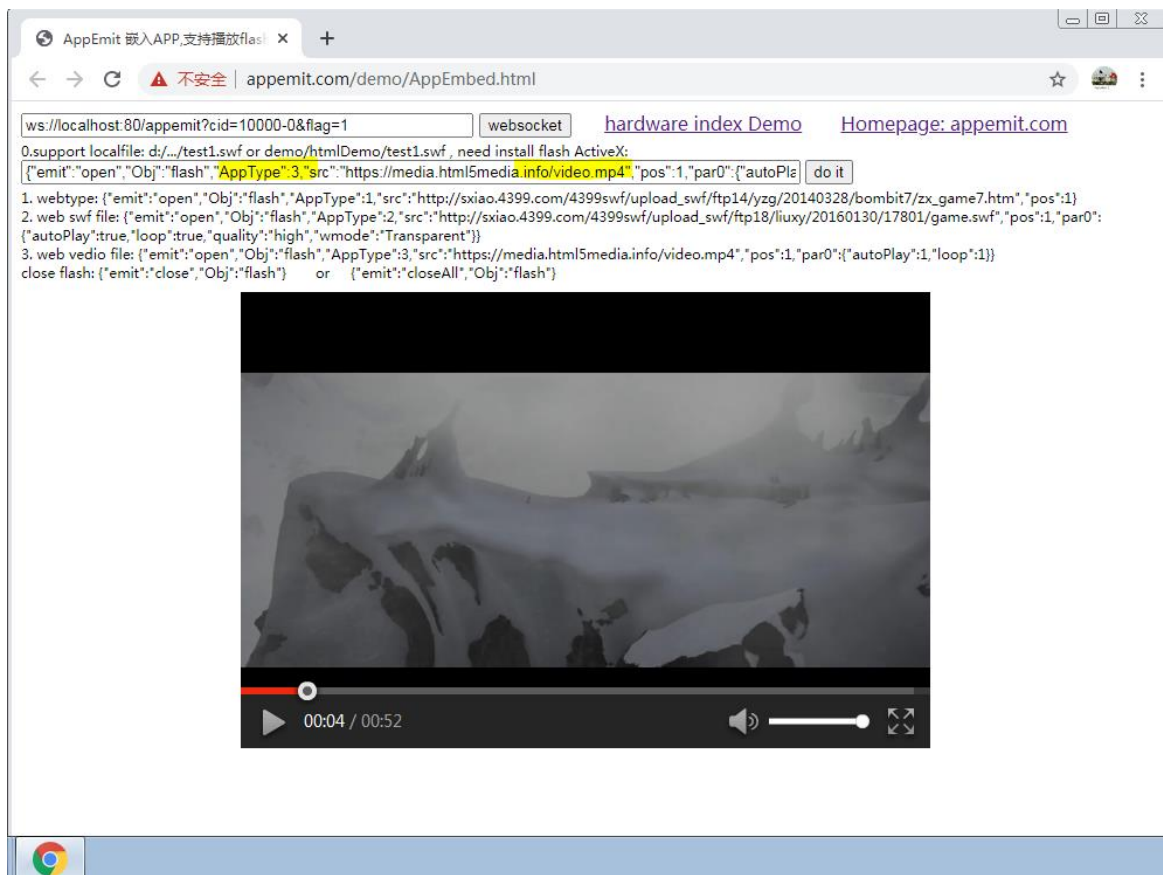 AppEmit 嵌入APP,支持播放flas
不安全 appemit.com/demo/AppEmbed.html
ws://localhost:80/appemit?cid=10000-0&flag=1 websocket hardware index Demo Homepage: appemit.com
0.support localfile: d:/.../test1.swf or demo/htmlDemo/test1.swf , need install flash ActiveX:
{"emit":"open","Obj":"flash","AppType":3,"src":"https://media.html5media.info/video.mp4","pos":1,"par0":{"autoPla do it
1. webtype: {"emit":"open","Obj":"flash","AppType":1,"src":"http://sxiao.4399.com/4399swf/upload_swf/ftp14/yzg/20140328/bombit7/zx_game7.htm","pos":1}
2. web swf file: {"emit":"open","Obj":"flash","AppType":2,"src":"http://sxiao.4399.com/4399swf/upload_swf/ftp18/liuxy/20160130/17801/game.swf","pos":1,"par0":
{"autoPlay":true,"loop":true,"quality":"high","wmode":"Transparent"}}
3. web vedio file: {"emit":"open","Obj":"flash","AppType":3,"src":"https://media.html5media.info/video.mp4","pos":1,"par0":{"autoPlay":1,"loop":1}}
close flash: {"emit":"close","Obj":"flash"} or {"emit":"closeAll","Obj":"flash"}
00:04 / 00:52